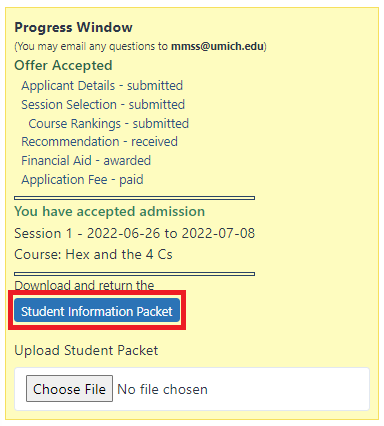 Progress Window
(You may email any questions to mmss@umich.edu)
Offer Accepted
Applicant Details - submitted
Session Selection - submitted
Course Rankings - submitted
Recommendation - received
Financial Aid - awarded
Application Fee - paid
You have accepted admission
Session 1 - 2022-06-26 to 2022-07-08
Course: Hex and the 4 Cs
Download and return the
Student Information Packet
Upload Student Packet
Choose File No file chosen